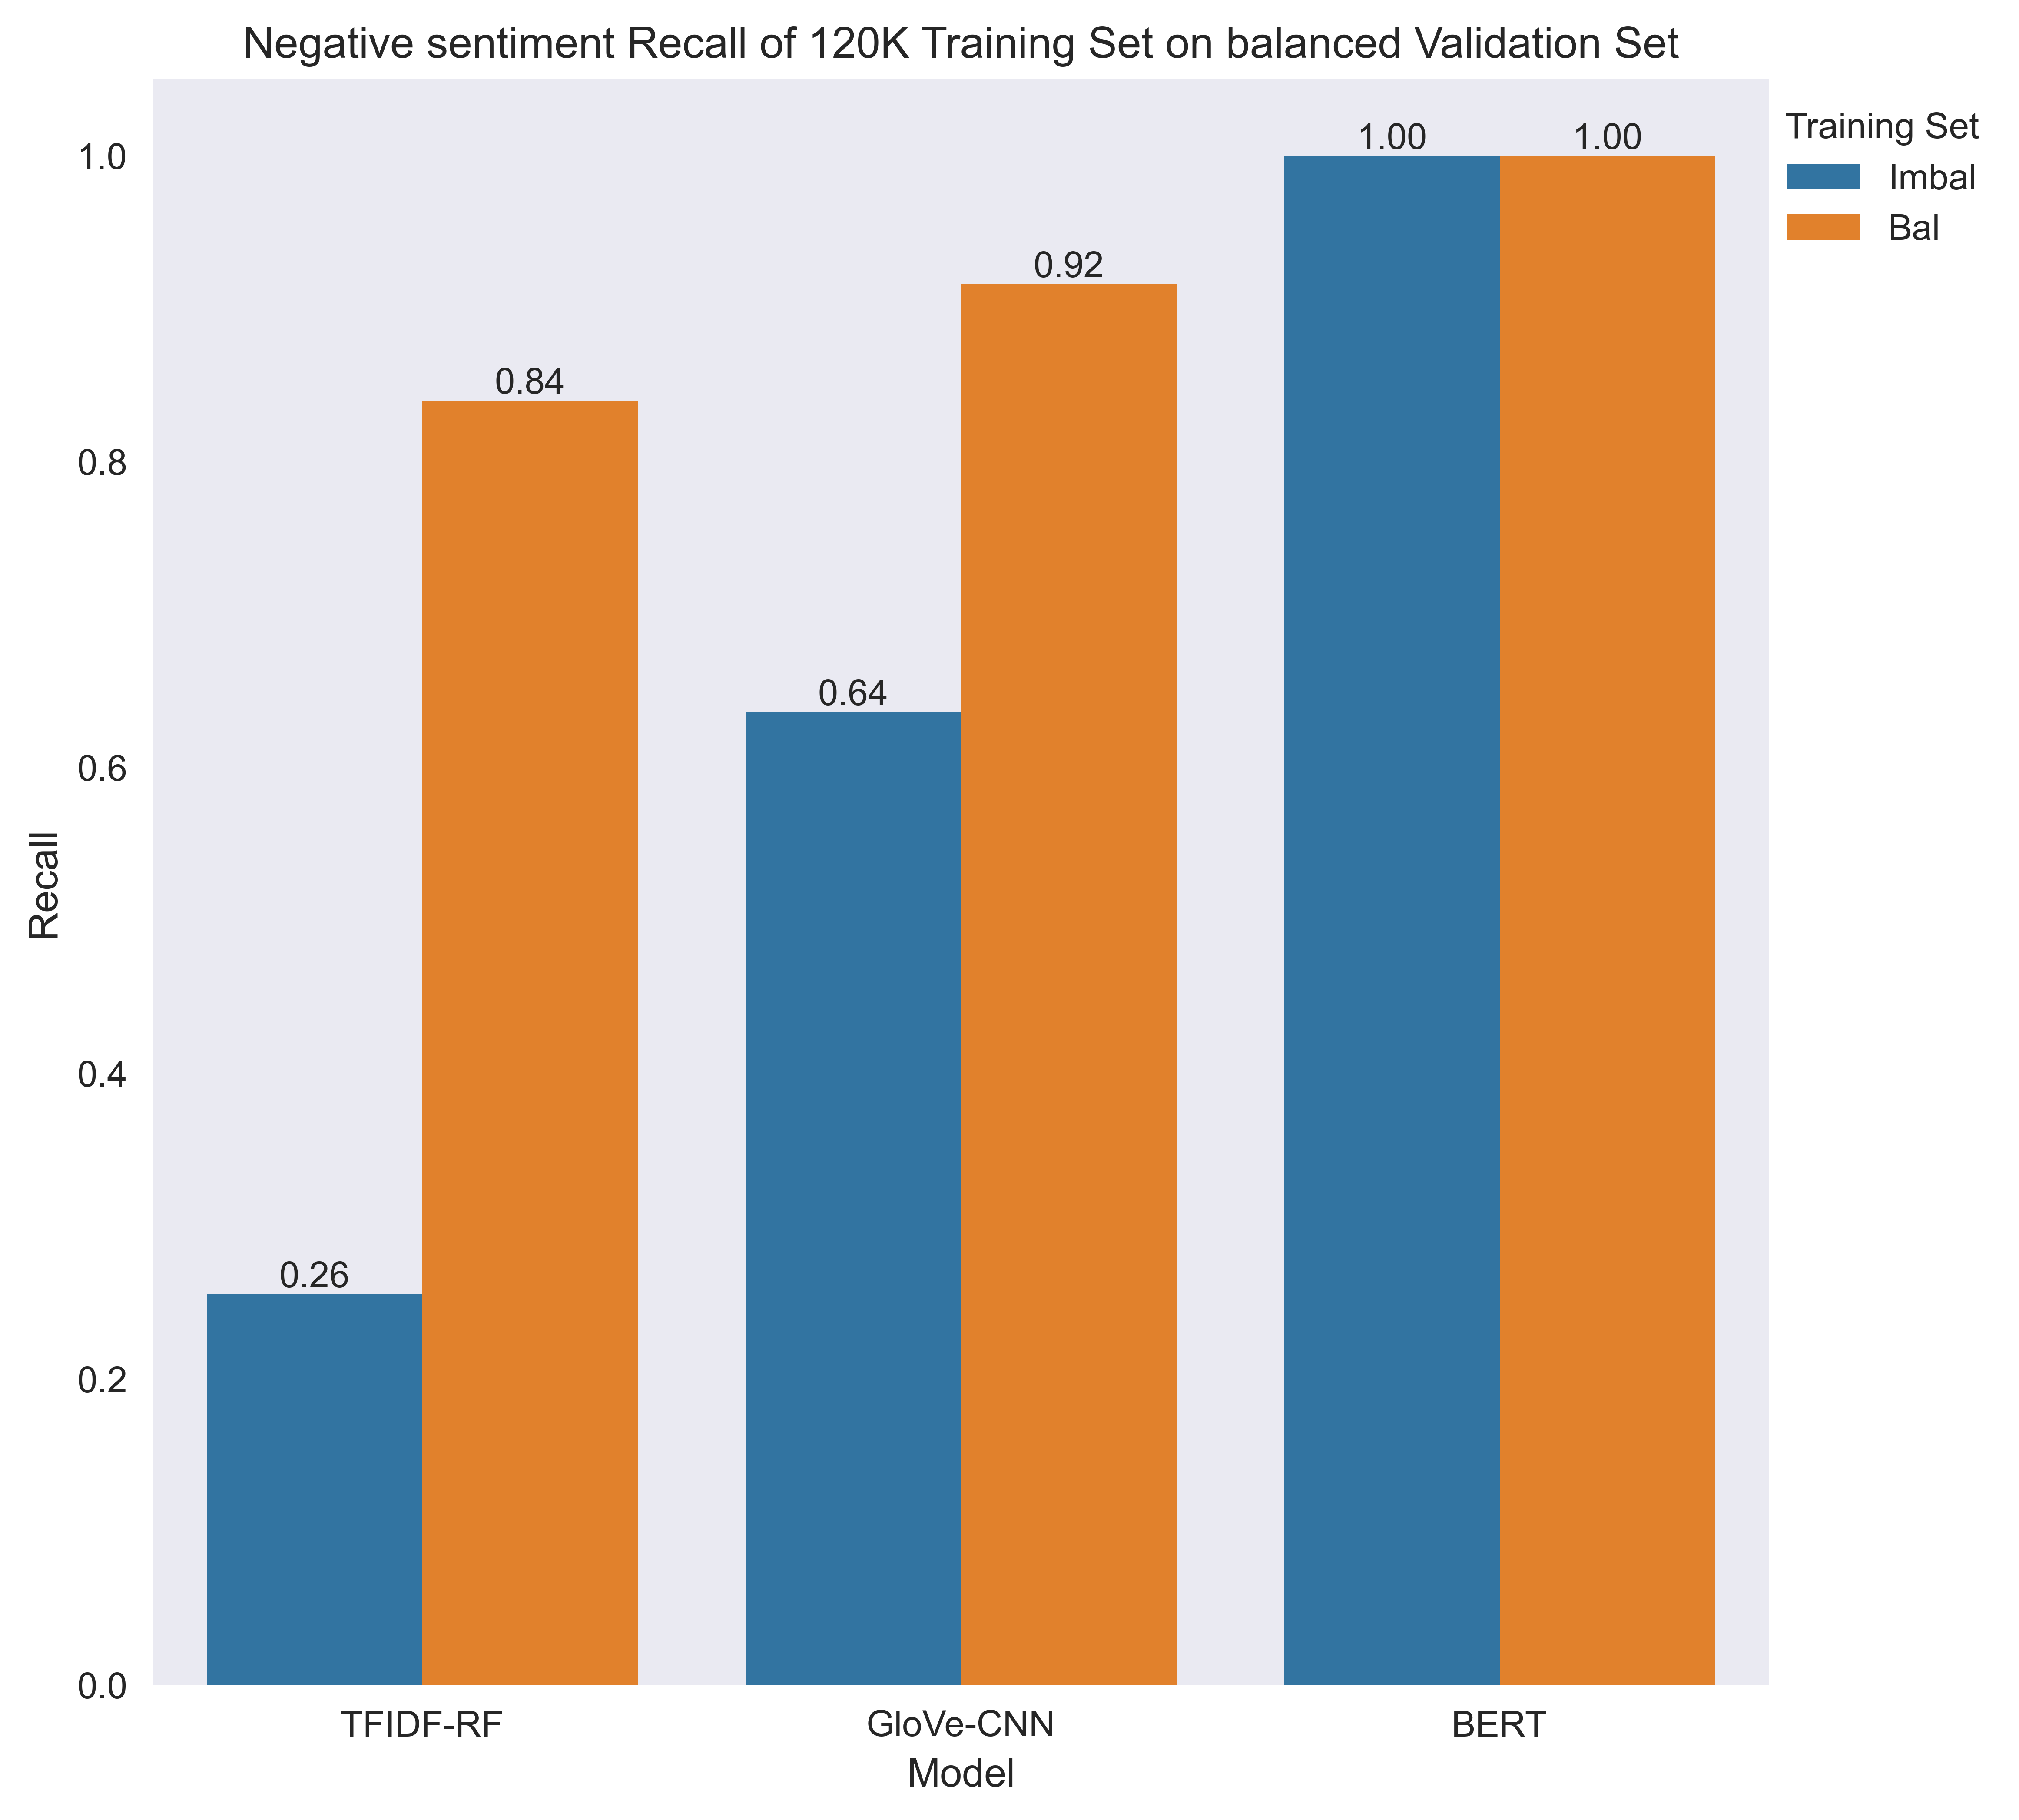 Negative sentiment Recall of 120K Training Set on balanced Validation Set
Training Set
Imbal
Bal
1.00
1.00
0.92
0.84
0.64
0.26
1.0
0.8
0.6
0.4
0.2
0.0
Recall
TFIDF-RF
GloVe-CNN
BERT
Model